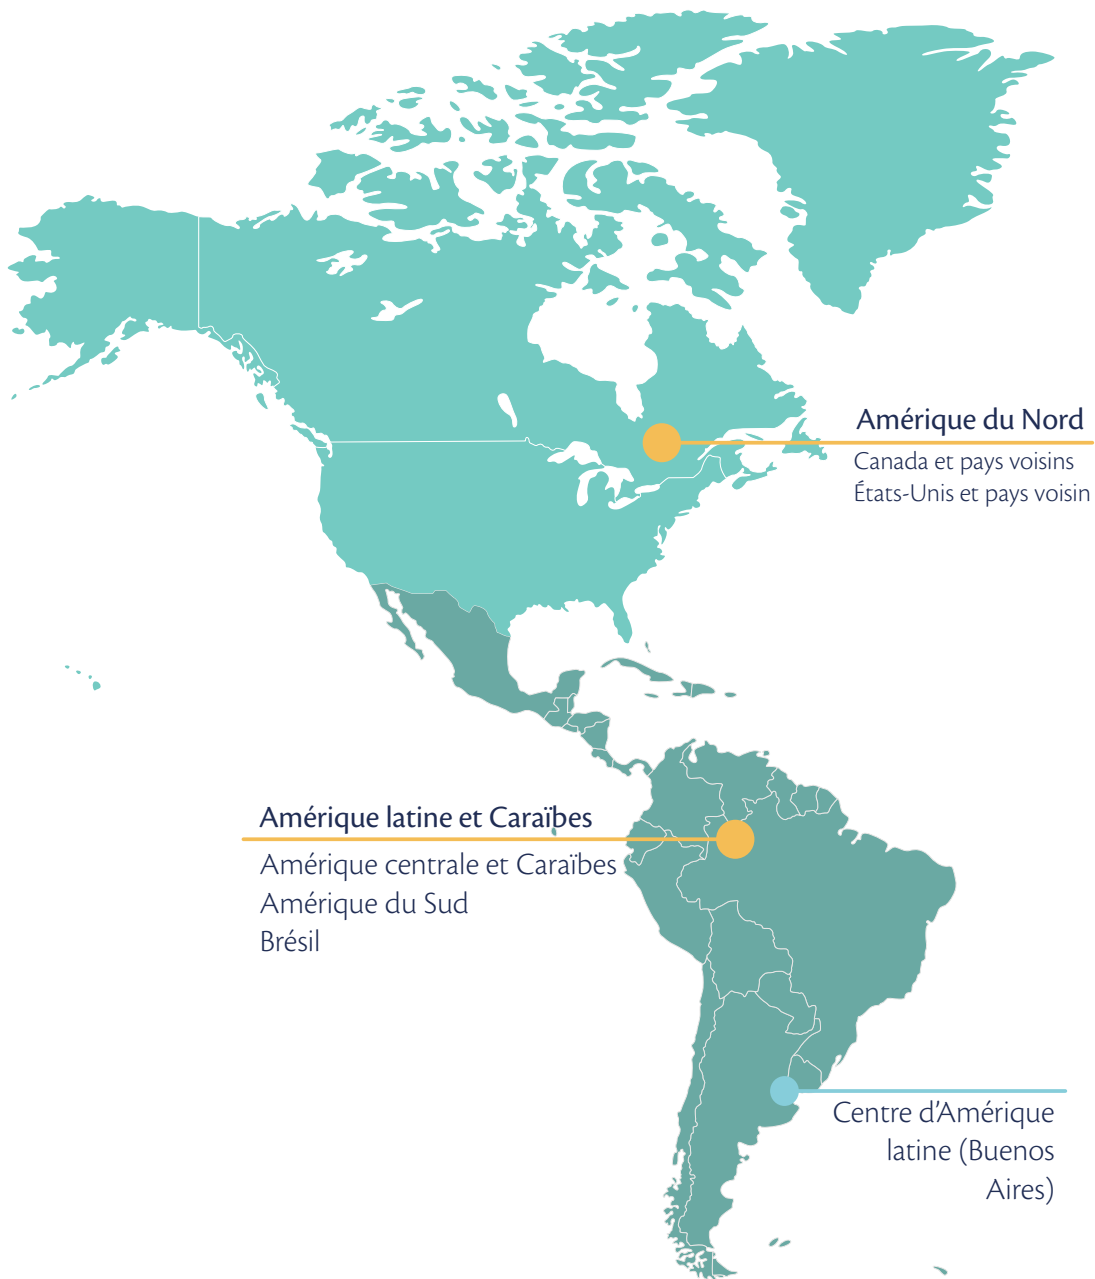 Amérique du Nord
Canada et pays voisins
États-Unis et pays voisin
Amérique latine et Caraïbes
Amérique centrale et Caraïbes
Amérique du Sud
Brésil
Centre d’Amérique
latine (Buenos
Aires)